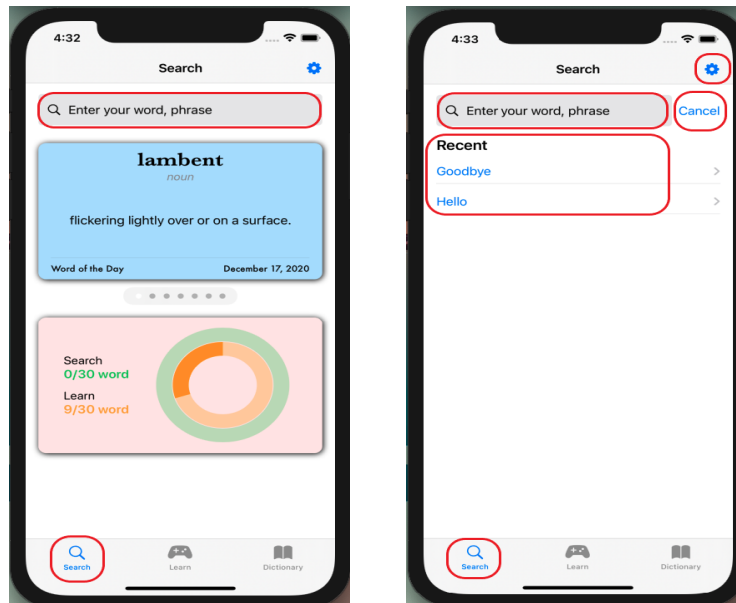 4:32
Search
Enter your word, phrase
lambent
noun
flickering lightly over or on a surface.
Word of the Day December 17, 2020
Search
0/30 word
Learn
9/30 word
Search Learn Dictionary
4:33
Search
Enter your word, phrase Cancel
Recent
Goodbye
Hello
Search Learn Dictionary